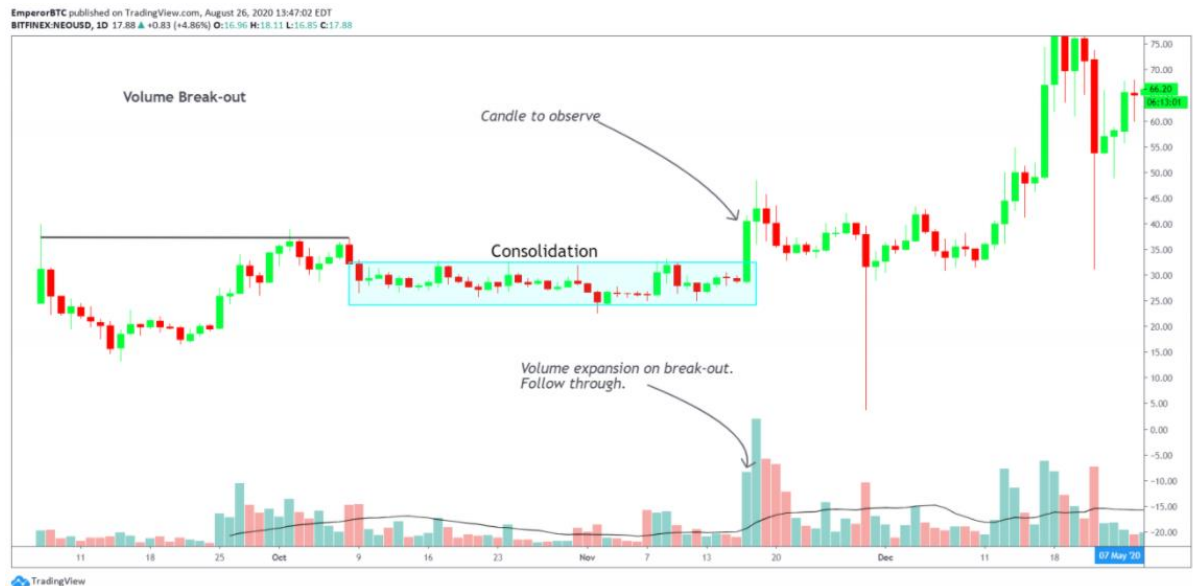 EmperorBTC published on TradingView.com, August 26, 2020 13:47:02 EDT
BITFINEX:NEOUSD, 1D 17.88 ▲ +0.83 (+4.86%) O:16.96 H:18.11 L:16.85 C:17.88
Volume Break-out
Candle to observe
Consolidation
Volume expansion on break-out.
Follow through.
75.00
70.00
66.20
06:13:01
60.00
55.00
50.00
45.00
40.00
35.00
30.00
25.00
20.00
15.00
10.00
5.00
0.00
-5.00
-10.00
-15.00
-20.00
11 18 25 Oct 9 16 23 Nov 7 13 20 Dec 11 18 07 May '20
TradingView